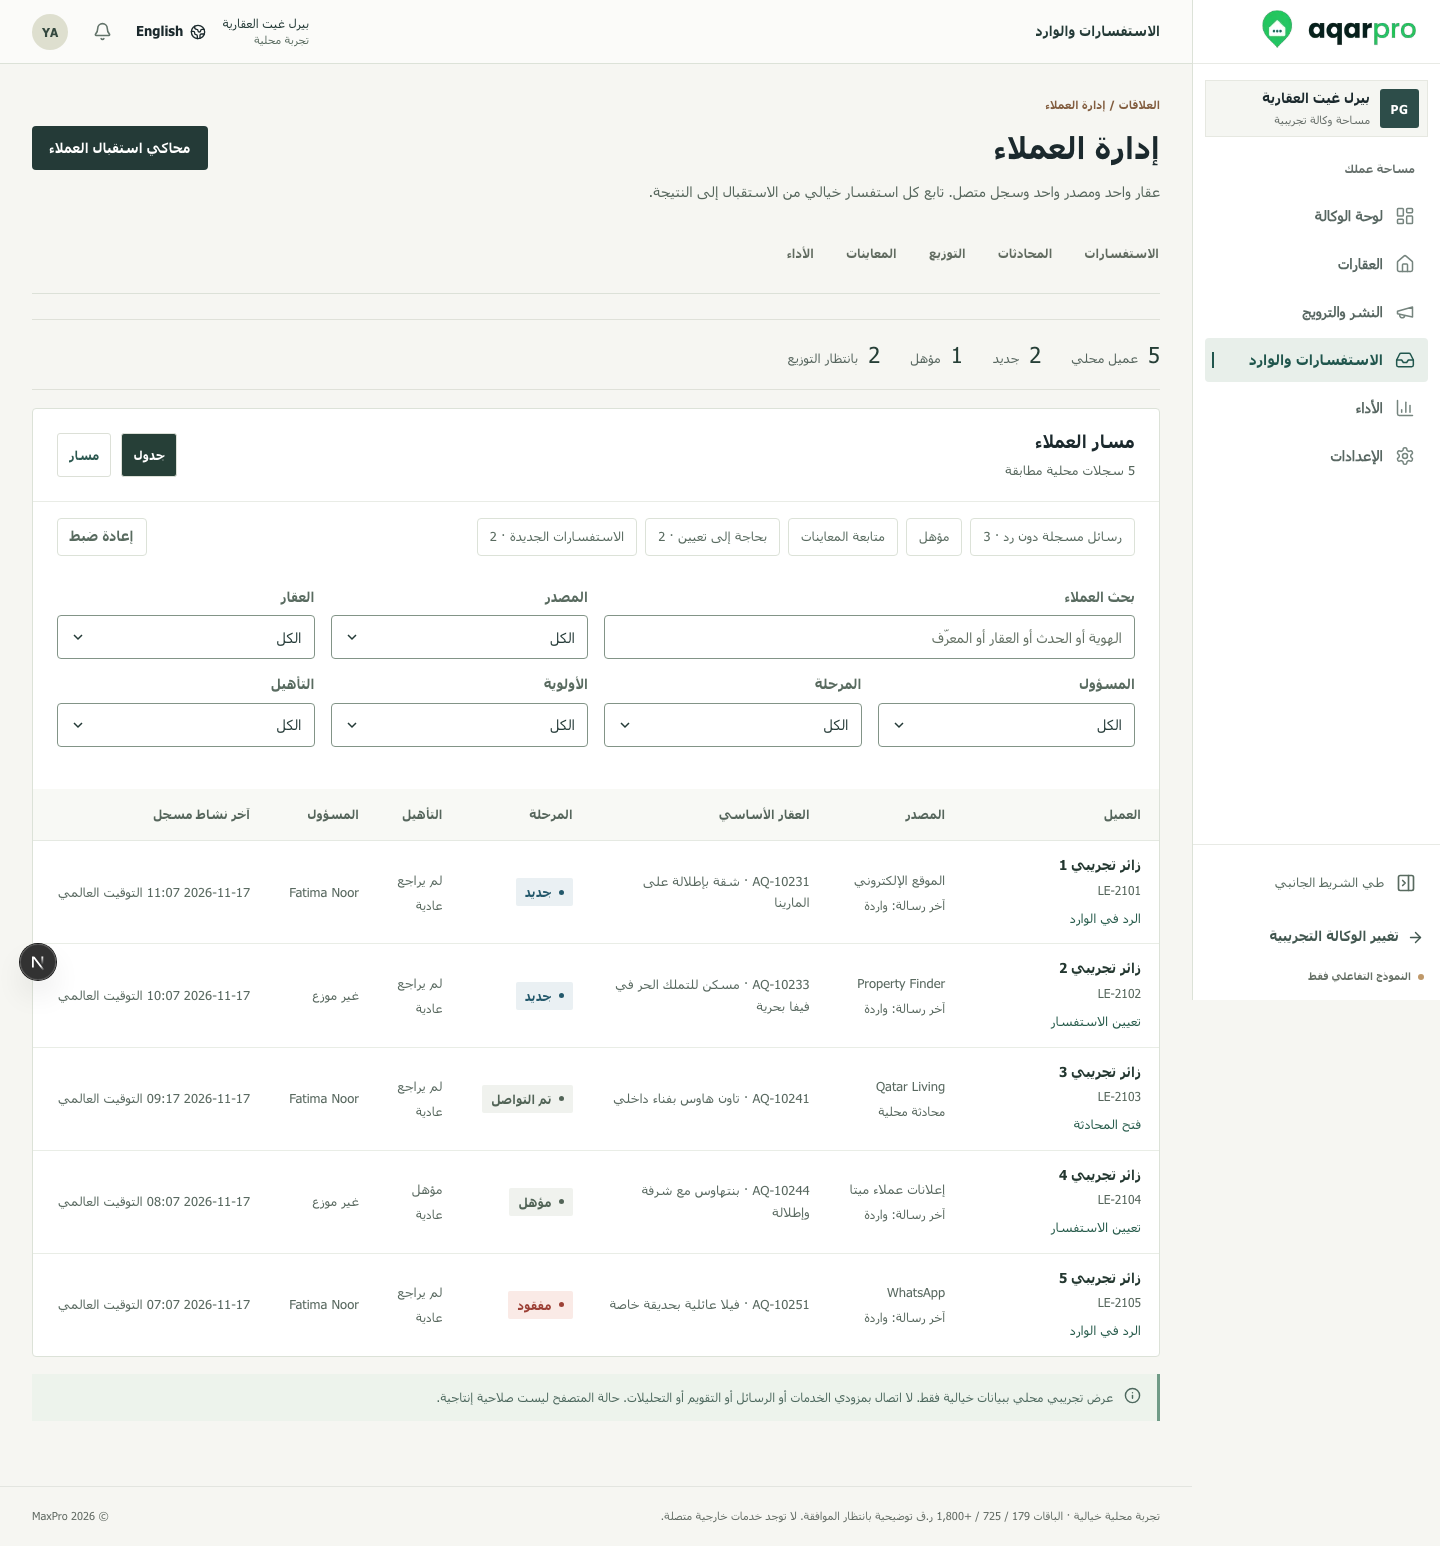 aqarpro
PG
بيرل غيت العقارية
مساحة وكالة تجريبية
مساحة عملك
لوحة الوكالة
العقارات
النشر والترويج
الاستفسارات والوارد
الأداء
الإعدادات
طي الشريط الجانبي
تغيير الوكالة التجريبية
النموذج التفاعلي فقط
الاستفسارات والوارد
بيرل غيت العقارية
تجربة محلية
English
YA
العلاقات / إدارة العملاء
إدارة العملاء
عقار واحد ومصدر واحد وسجل متصل. تابع كل استفسار خيالي من الاستقبال إلى النتيجة.
محاكي استقبال العملاء
الاستفسارات المحادثات التوزيع المعاينات الأداء
5 عميل محلي 2 جديد 1 مؤهل 2 بانتظار التوزيع
مسار العملاء
5 سجلات محلية مطابقة
جدول مسار
رسائل مسجلة دون رد · 3 مؤهل متابعة المعاينات بحاجة إلى تعيين · 2 الاستفسارات الجديدة · 2 إعادة ضبط
بحث العملاء المصدر العقار
الهوية أو الحدث أو العقار أو المعرّف الكل الكل
المسؤول المرحلة الأولوية التأهيل
الكل الكل الكل الكل
العميل المصدر العقار الأساسي المرحلة التأهيل المسؤول آخر نشاط مسجل
زائر تجريبي 1
LE-2101
الرد في الوارد
الموقع الإلكتروني
آخر رسالة: واردة
AQ-10231 · شقة بإطلالة على
المارينا
جديد
لم يراجع
عادية
Fatima Noor
2026-11-17 11:07 التوقيت العالمي
زائر تجريبي 2
LE-2102
تعيين الاستفسار
Property Finder
آخر رسالة: واردة
AQ-10233 · مسكن للتملك الحر في
فيفا بحرية
جديد
لم يراجع
عادية
غير موزع
2026-11-17 10:07 التوقيت العالمي
زائر تجريبي 3
LE-2103
فتح المحادثة
Qatar Living
محادثة محلية
AQ-10241 · تاون هاوس بفناء داخلي
تم التواصل
لم يراجع
عادية
Fatima Noor
2026-11-17 09:17 التوقيت العالمي
زائر تجريبي 4
LE-2104
تعيين الاستفسار
إعلانات عملاء ميتا
آخر رسالة: واردة
AQ-10244 · بنتهاوس مع شرفة
وإطلالة
مؤهل
مؤهل
عادية
غير موزع
2026-11-17 08:07 التوقيت العالمي
زائر تجريبي 5
LE-2105
الرد في الوارد
WhatsApp
آخر رسالة: واردة
AQ-10251 · فيلا عائلية بحديقة خاصة
مفقود
لم يراجع
عادية
Fatima Noor
2026-11-17 07:07 التوقيت العالمي
عرض تجريبي محلي ببيانات خيالية فقط. لا اتصال بمزودي الخدمات أو الرسائل أو التقويم أو التحليلات. حالة المتصفح ليست صلاحية إنتاجية.
تجربة محلية خيالية · الباقات 179 / 725 / +1,800 ر.ق توضيحية بانتظار الموافقة. لا توجد خدمات خارجية متصلة.
© 2026 MaxPro
N